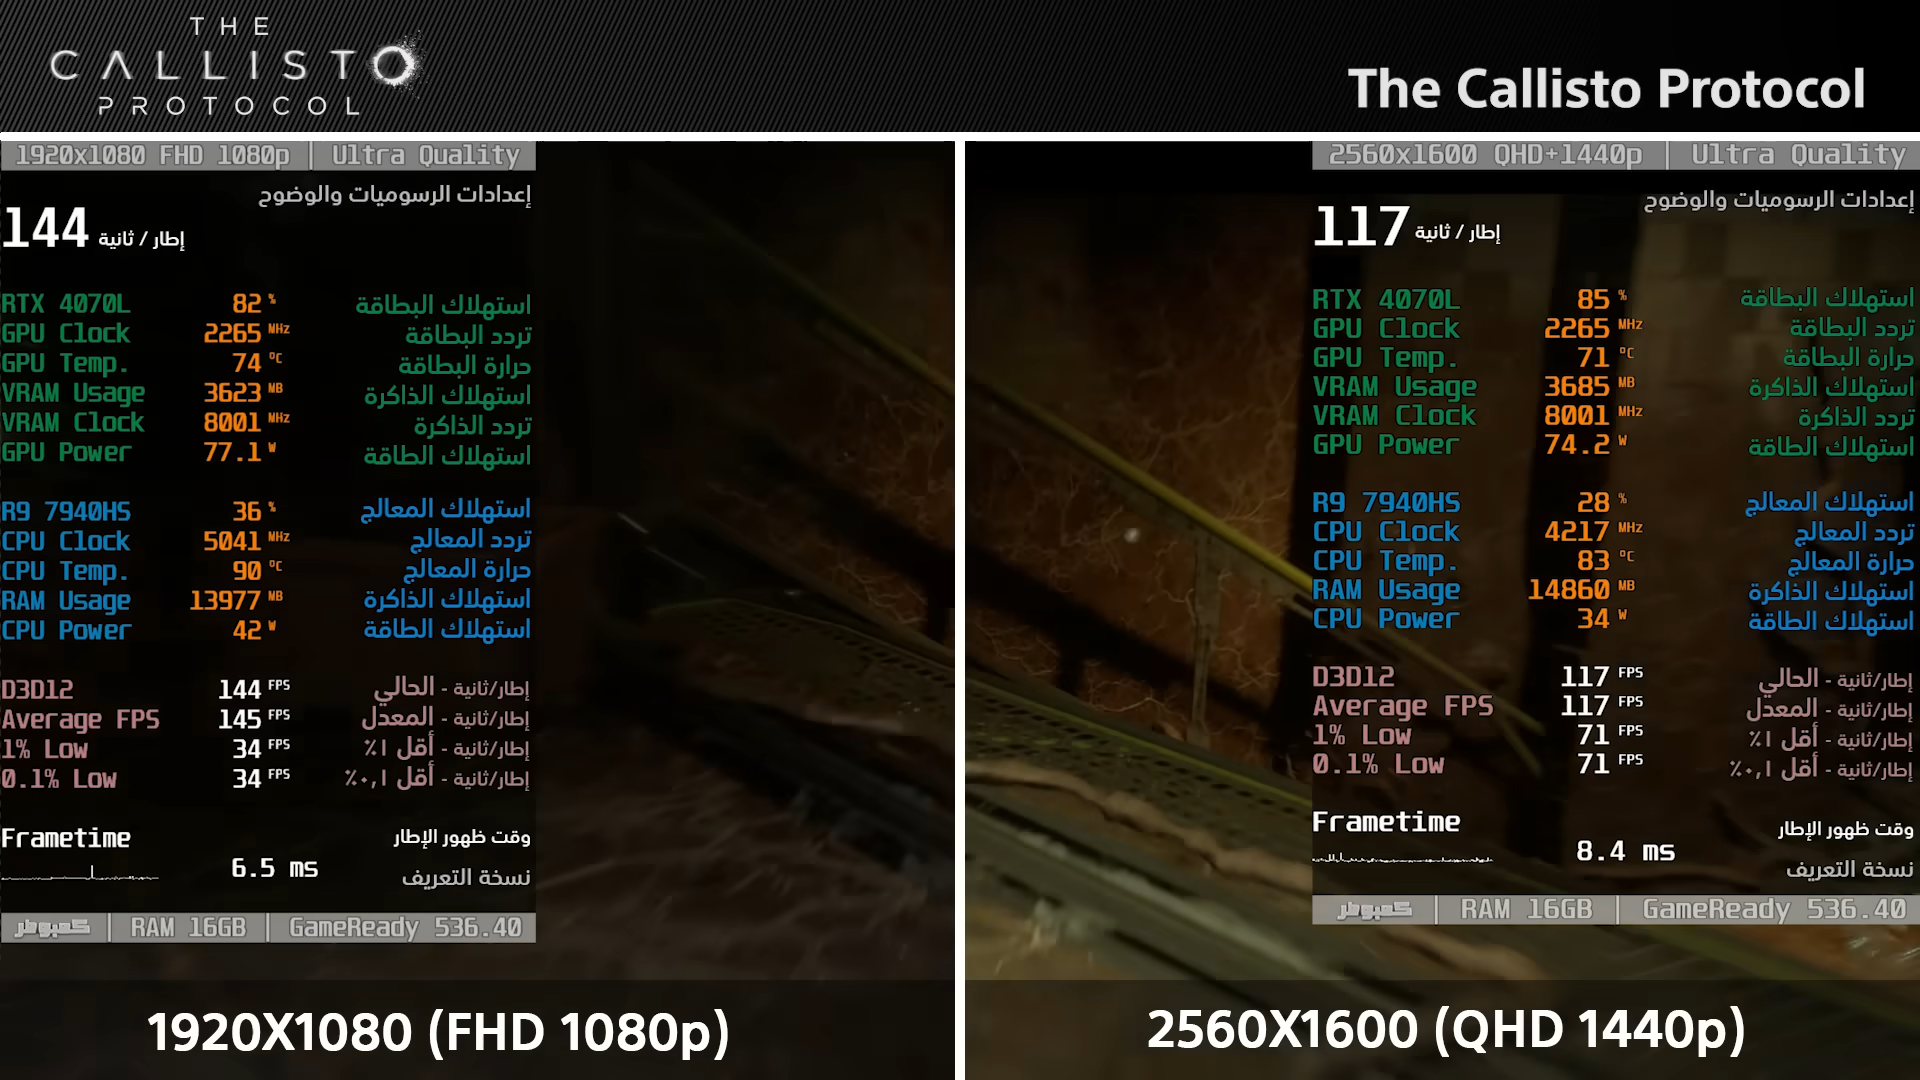 THE
CALLISTO
PROTOCOL
The Callisto Protocol
1920x1080 FHD 1080p | Ultra Quality
إعدادات الرسوميات والوضوح
144 إطار / ثانية
RTX 4070L 82 % استهلاك البطاقة
GPU Clock 2265 MHz تردد البطاقة
GPU Temp. 74 °C حرارة البطاقة
VRAM Usage 3623 MB استهلاك الذاكرة
VRAM Clock 8001 MHz تردد الذاكرة
GPU Power 77.1 W استهلاك الطاقة
R9 7940HS 36 % استهلاك المعالج
CPU Clock 5041 MHz تردد المعالج
CPU Temp. 90 °C حرارة المعالج
RAM Usage 13977 MB استهلاك الذاكرة
CPU Power 42 W استهلاك الطاقة
D3D12 144 FPS إطار/ثانية - الحالي
Average FPS 145 FPS إطار/ثانية - المعدل
1% Low 34 FPS إطار/ثانية - أقل ١٪
0.1% Low 34 FPS إطار/ثانية - أقل ٠,١٪
Frametime وقت ظهور الإطار
6.5 ms نسخة التعريف
كمبيوتر | RAM 16GB | GameReady 536.40
1920X1080 (FHD 1080p)
2560x1600 QHD+1440p | Ultra Quality
إعدادات الرسوميات والوضوح
117 إطار / ثانية
RTX 4070L 85 % استهلاك البطاقة
GPU Clock 2265 MHz تردد البطاقة
GPU Temp. 71 °C حرارة البطاقة
VRAM Usage 3685 MB استهلاك الذاكرة
VRAM Clock 8001 MHz تردد الذاكرة
GPU Power 74.2 W استهلاك الطاقة
R9 7940HS 28 % استهلاك المعالج
CPU Clock 4217 MHz تردد المعالج
CPU Temp. 83 °C حرارة المعالج
RAM Usage 14860 MB استهلاك الذاكرة
CPU Power 34 W استهلاك الطاقة
D3D12 117 FPS إطار/ثانية - الحالي
Average FPS 117 FPS إطار/ثانية - المعدل
1% Low 71 FPS إطار/ثانية - أقل ١٪
0.1% Low 71 FPS إطار/ثانية - أقل ٠,١٪
Frametime وقت ظهور الإطار
8.4 ms نسخة التعريف
كمبيوتر | RAM 16GB | GameReady 536.40
2560X1600 (QHD 1440p)